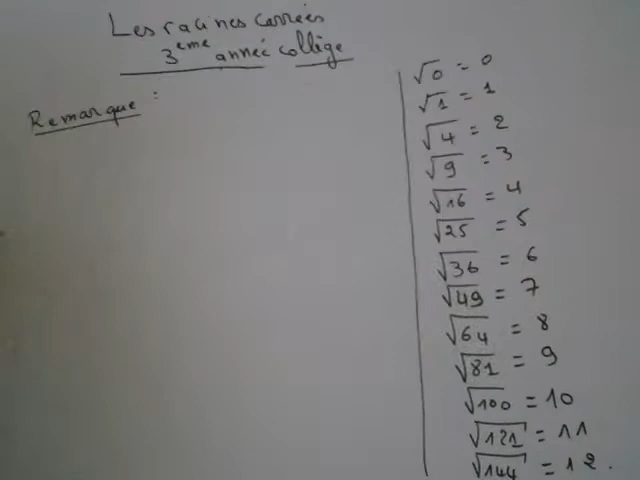 Les racines carrées
3ème année collège
Remarque :
√0 = 0
√1 = 1
√4 = 2
√9 = 3
√16 = 4
√25 = 5
√36 = 6
√49 = 7
√64 = 8
√81 = 9
√100 = 10
√121 = 11
√144 = 12.